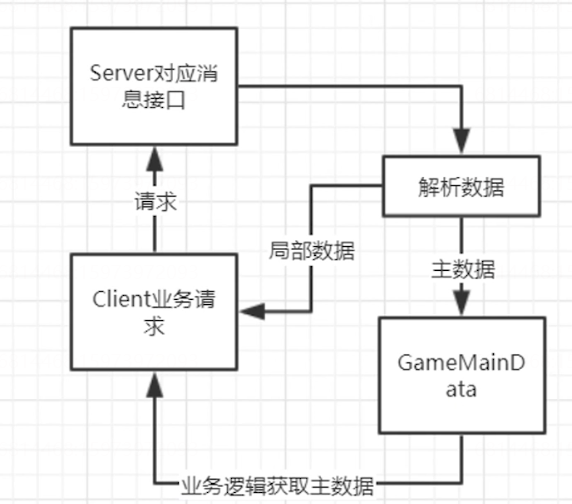 Server对应消
息接口
解析数据
请求
局部数据
主数据
Client业务请
求
GameMainD
ata
业务逻辑获取主数据